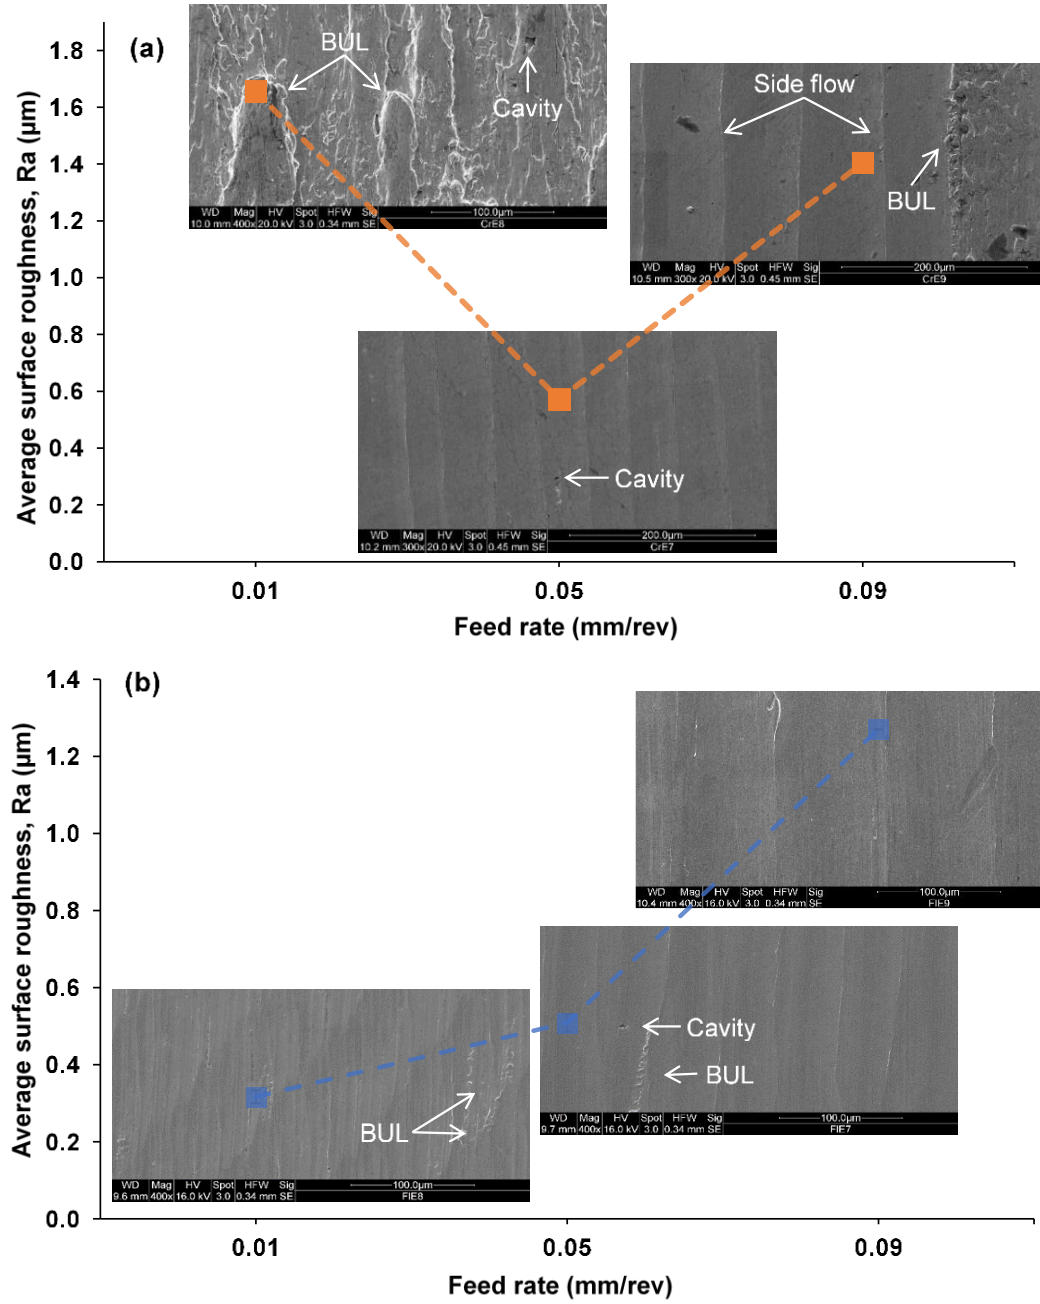 (a)
Average surface roughness, Ra (µm)
1.8
1.6
1.4
1.2
1.0
0.8
0.6
0.4
0.2
0.0
BUL
Cavity
WD Mag HV Spot HFW Sig 100.0µm
10.0 mm 400x 20.0 kV 3.0 0.34 mm SE CrE8
Side flow
BUL
WD Mag HV Spot HFW Sig 200.0µm
10.5 mm 300x 20.0 kV 3.0 0.45 mm SE CrE9
Cavity
WD Mag HV Spot HFW Sig 200.0µm
10.2 mm 300x 20.0 kV 3.0 0.45 mm SE CrE7
0.01 0.05 0.09
Feed rate (mm/rev)
(b)
Average surface roughness, Ra (µm)
1.4
1.2
1.0
0.8
0.6
0.4
0.2
0.0
WD Mag HV Spot HFW Sig 100.0µm
10.4 mm 400x 16.0 kV 3.0 0.34 mm SE FIE9
Cavity
BUL
WD Mag HV Spot HFW Sig 100.0µm
9.7 mm 400x 16.0 kV 3.0 0.34 mm SE FIE7
BUL
WD Mag HV Spot HFW Sig 100.0µm
9.6 mm 400x 16.0 kV 3.0 0.34 mm SE FIE8
0.01 0.05 0.09
Feed rate (mm/rev)